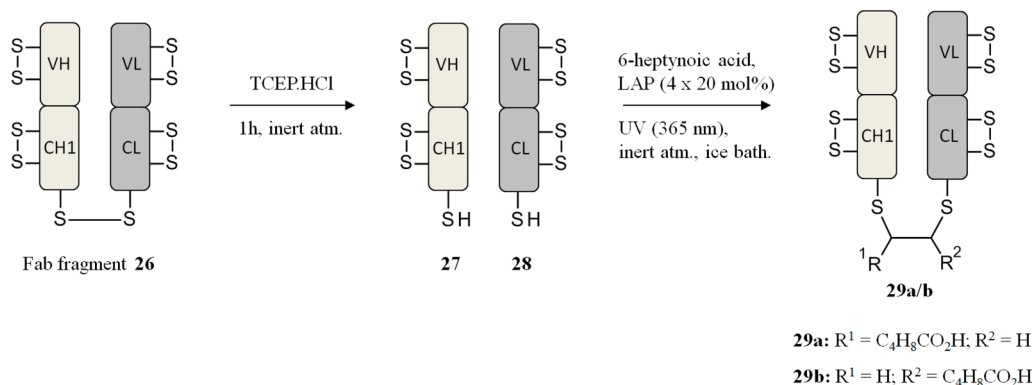 S
S
VH
VL
S
S
S
S
CH1
CL
S
S
S
S
Fab fragment 26
TCEP.HCl
1h, inert atm.
S
S
VH
VL
S
S
S
S
CH1
CL
S
S
SH
SH
27
28
6-heptynoic acid,
LAP (4 x 20 mol%)
UV (365 nm),
inert atm., ice bath.
S
S
VH
VL
S
S
S
S
CH1
CL
S
S
S
S
¹R
R²
29a/b
29a: R¹ = C₄H₈CO₂H; R² = H
29b: R¹ = H; R² = C₄H₈CO₂H